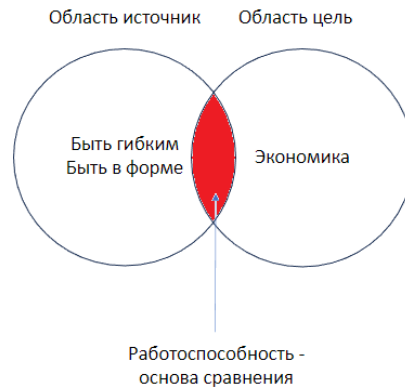 Область источник
Область цель
Быть гибким
Быть в форме
Экономика
Работоспособность -
основа сравнения